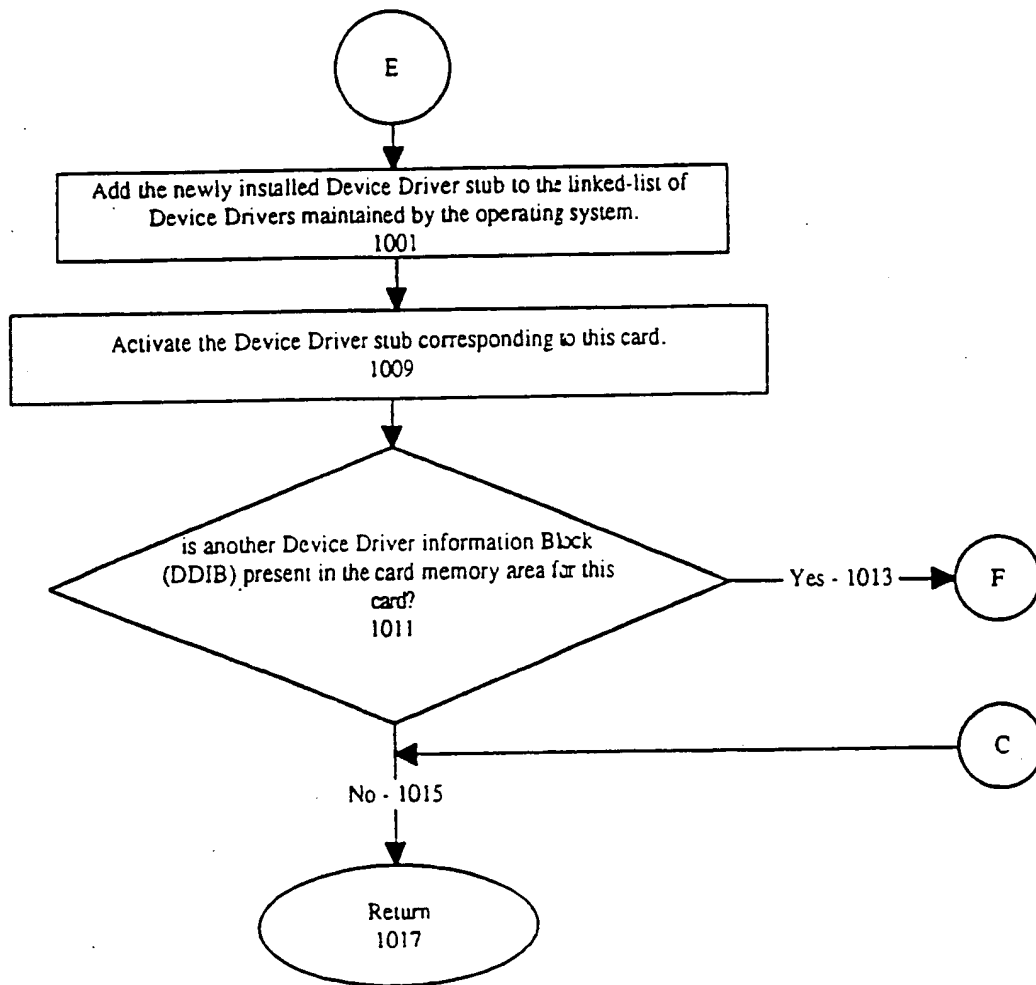 E
Add the newly installed Device Driver stub to the linked-list of
Device Drivers maintained by the operating system.
1001
Activate the Device Driver stub corresponding to this card.
1009
is another Device Driver information Block
(DDIB) present in the card memory area for this
card?
1011
Yes - 1013
F
C
No - 1015
Return
1017